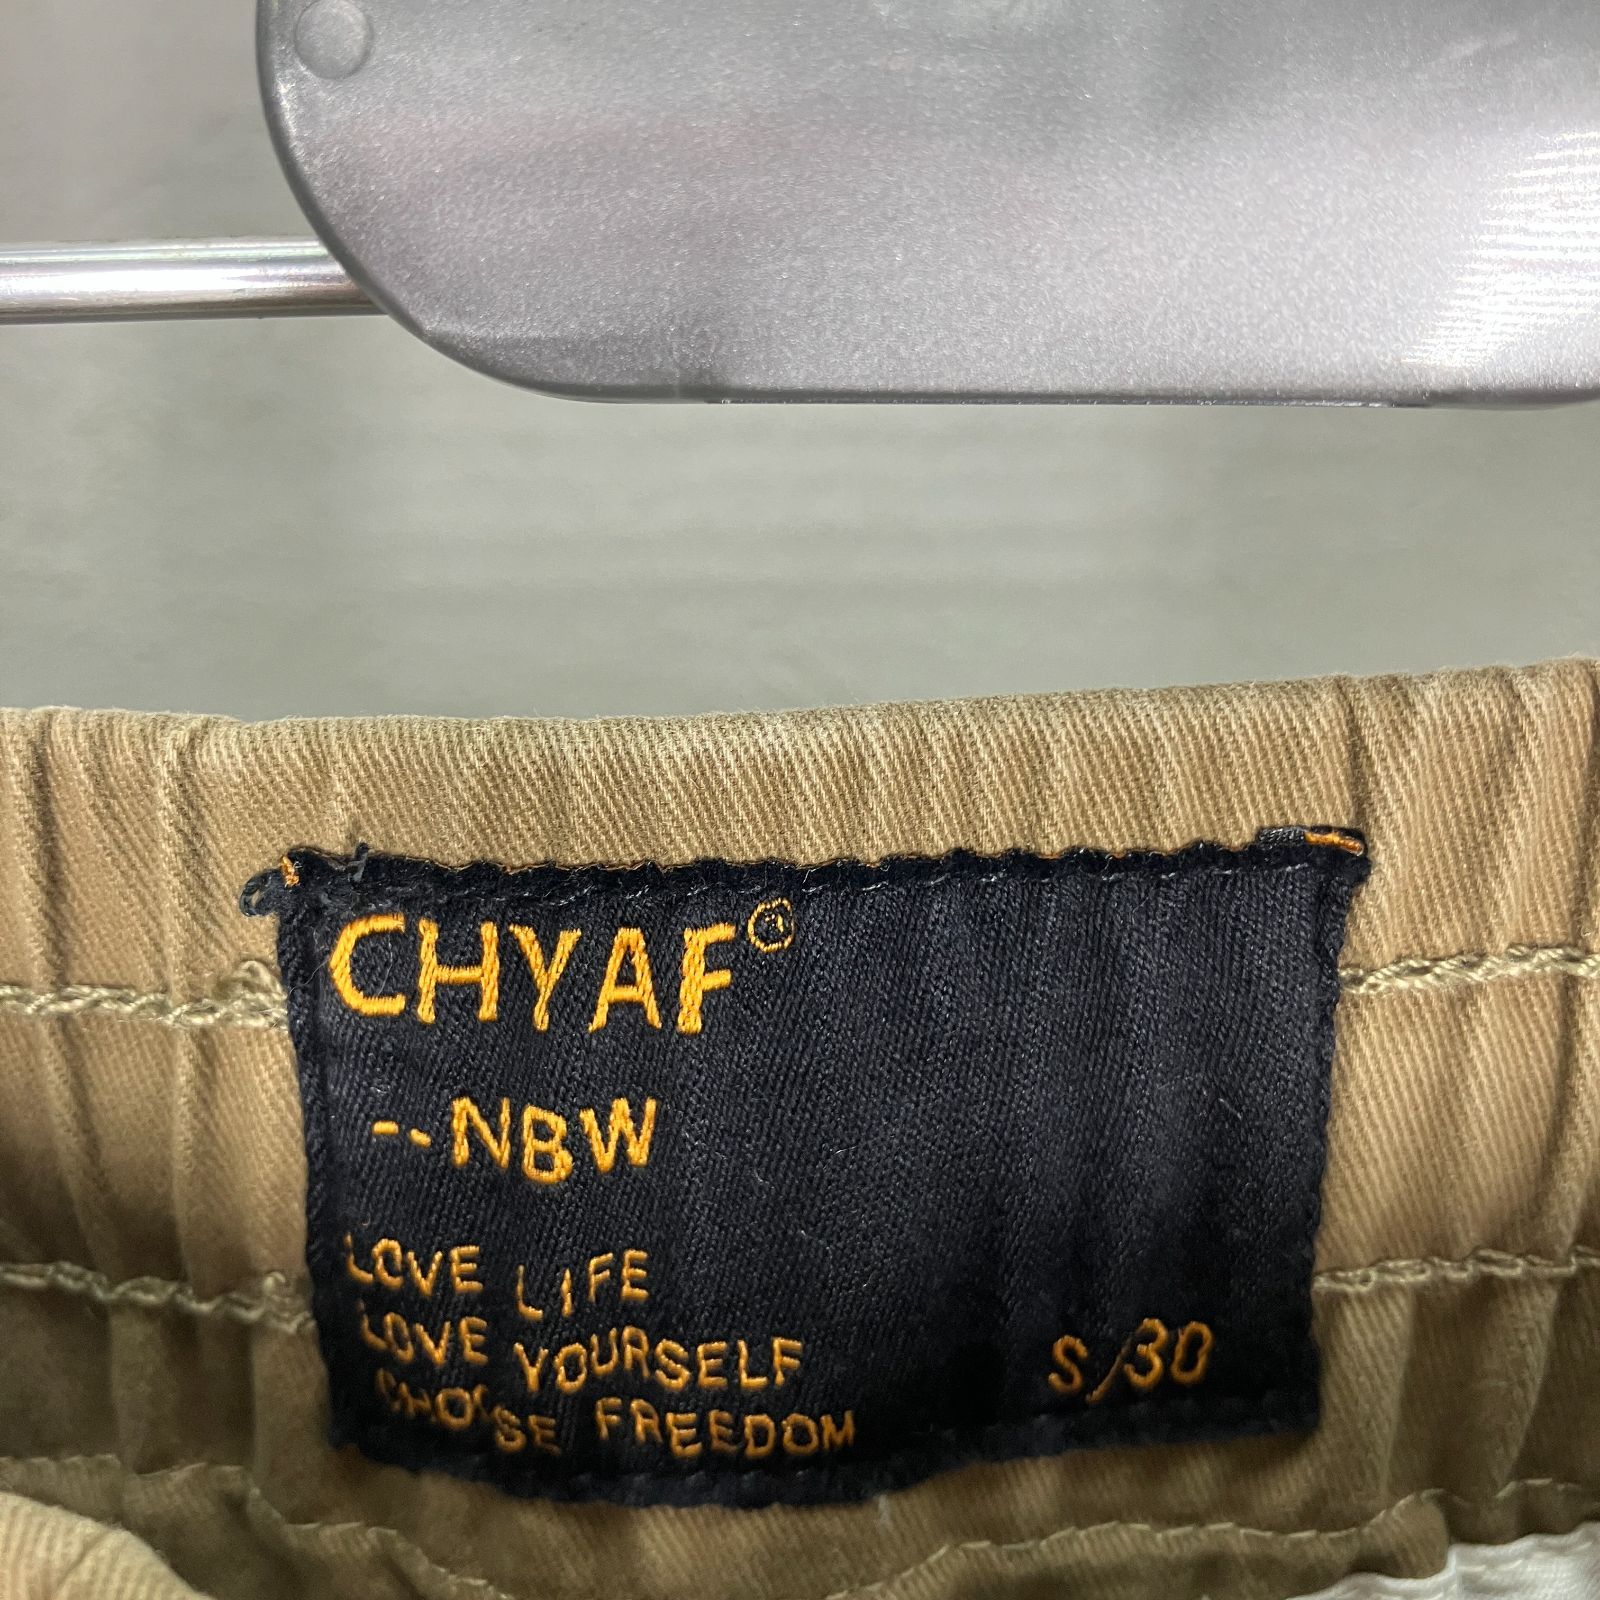 CHYAF®
--NBW
LOVE LIFE
LOVE YOURSELF
CHOOSE FREEDOM
S/30